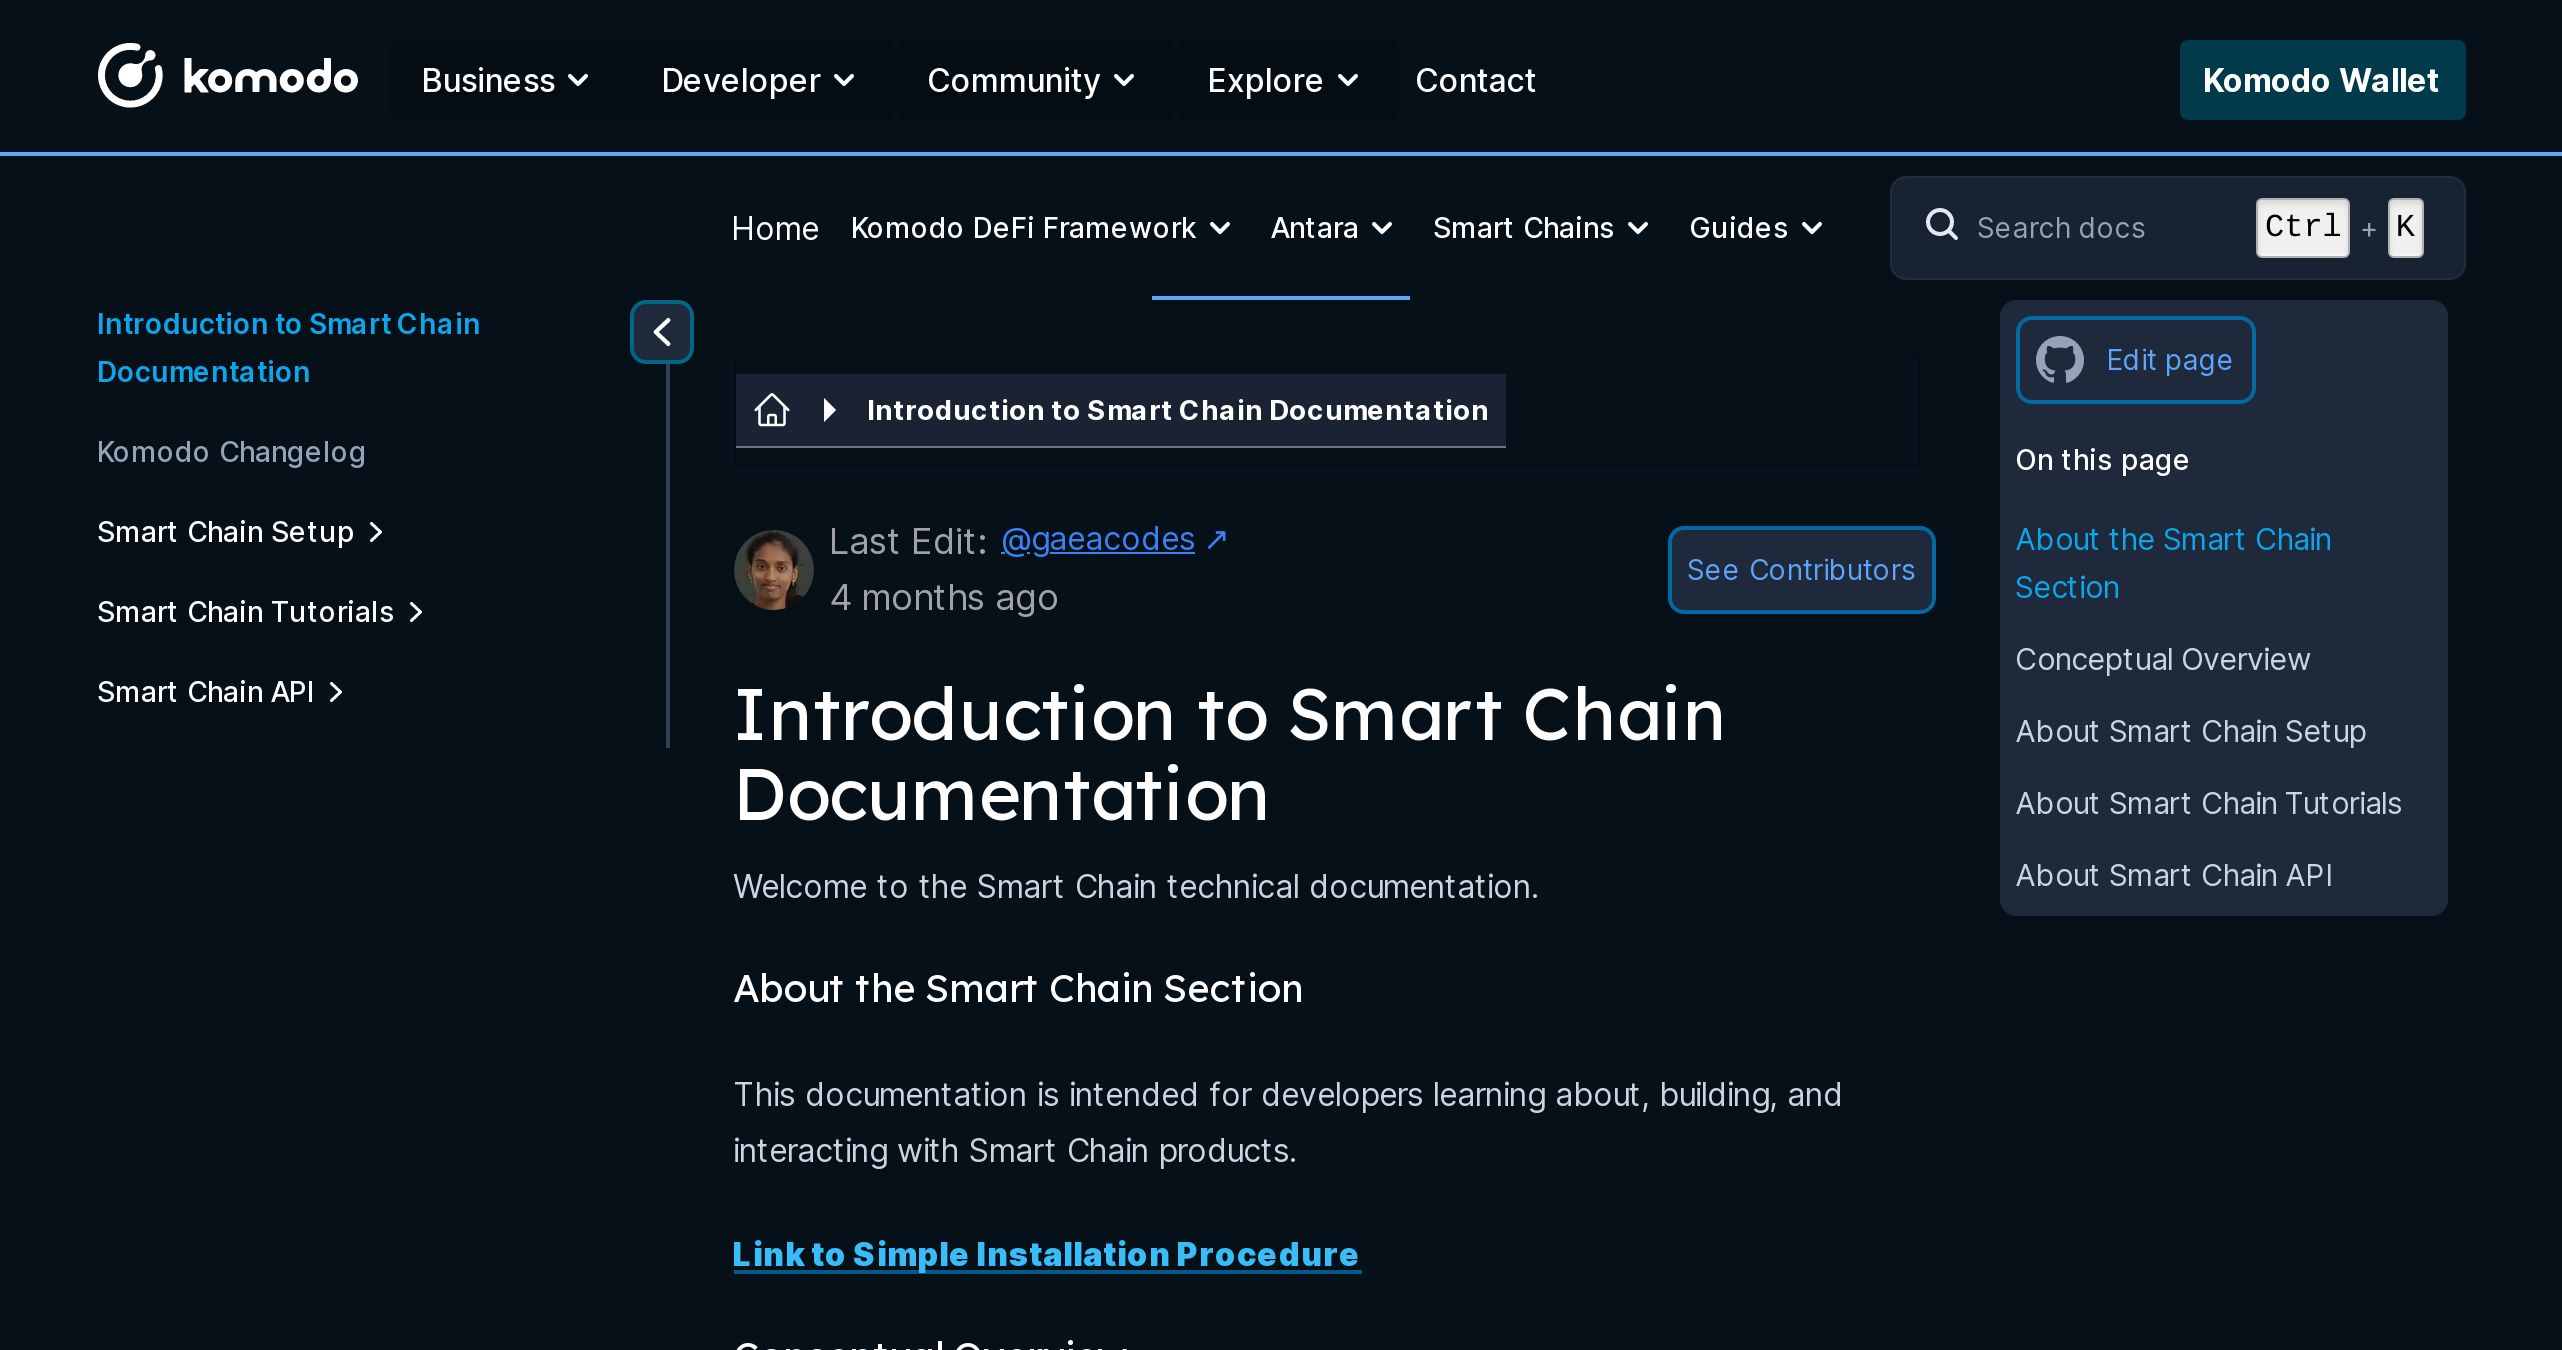 komodo
Business
Developer
Community
Explore
Contact
Komodo Wallet
Home
Komodo DeFi Framework
Antara
Smart Chains
Guides
Search docs
Ctrl + K
Introduction to Smart Chain
Documentation
Komodo Changelog
Smart Chain Setup
Smart Chain Tutorials
Smart Chain API
Introduction to Smart Chain Documentation
Last Edit: @gaeacodes ↗
4 months ago
See Contributors
Introduction to Smart Chain
Documentation
Welcome to the Smart Chain technical documentation.
About the Smart Chain Section
This documentation is intended for developers learning about, building, and
interacting with Smart Chain products.
Link to Simple Installation Procedure
Conceptual Overview
Edit page
On this page
About the Smart Chain
Section
Conceptual Overview
About Smart Chain Setup
About Smart Chain Tutorials
About Smart Chain API